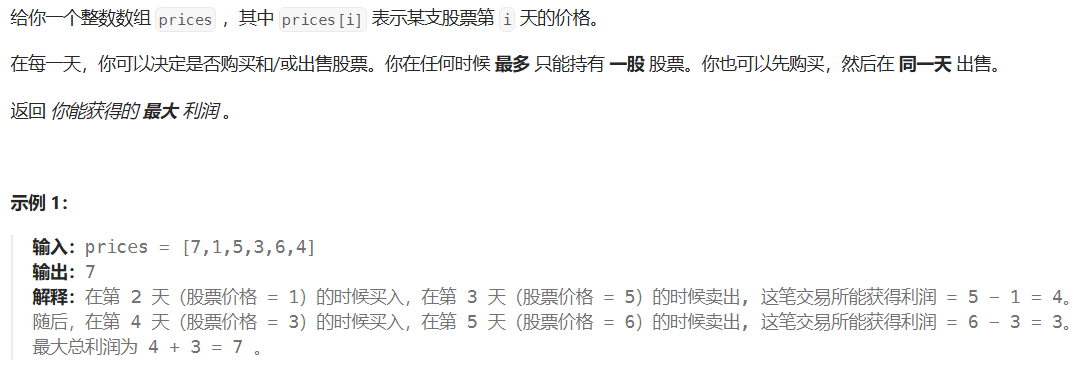 给你一个整数数组 prices ，其中 prices[i] 表示某支股票第 i 天的价格。
在每一天，你可以决定是否购买和/或出售股票。你在任何时候 最多 只能持有 一股 股票。你也可以先购买，然后在 同一天 出售。
返回 你能获得的 最大 利润 。
示例 1：
输入：prices = [7,1,5,3,6,4]
输出：7
解释：在第 2 天（股票价格 = 1）的时候买入，在第 3 天（股票价格 = 5）的时候卖出, 这笔交易所能获得利润 = 5 - 1 = 4。
随后，在第 4 天（股票价格 = 3）的时候买入，在第 5 天（股票价格 = 6）的时候卖出, 这笔交易所能获得利润 = 6 - 3 = 3。
最大总利润为 4 + 3 = 7 。